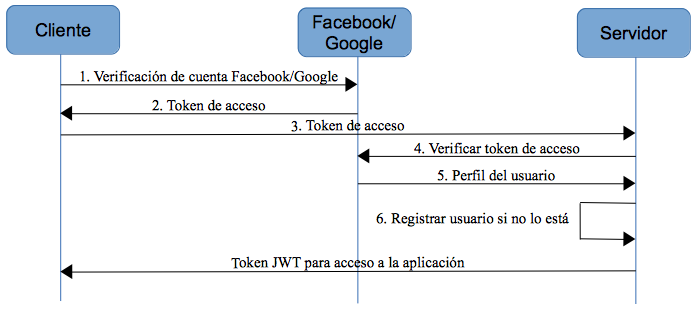 Cliente
Facebook/
Google
Servidor
1. Verificación de cuenta Facebook/Google
2. Token de acceso
3. Token de acceso
4. Verificar token de acceso
5. Perfil del usuario
6. Registrar usuario si no lo está
Token JWT para acceso a la aplicación